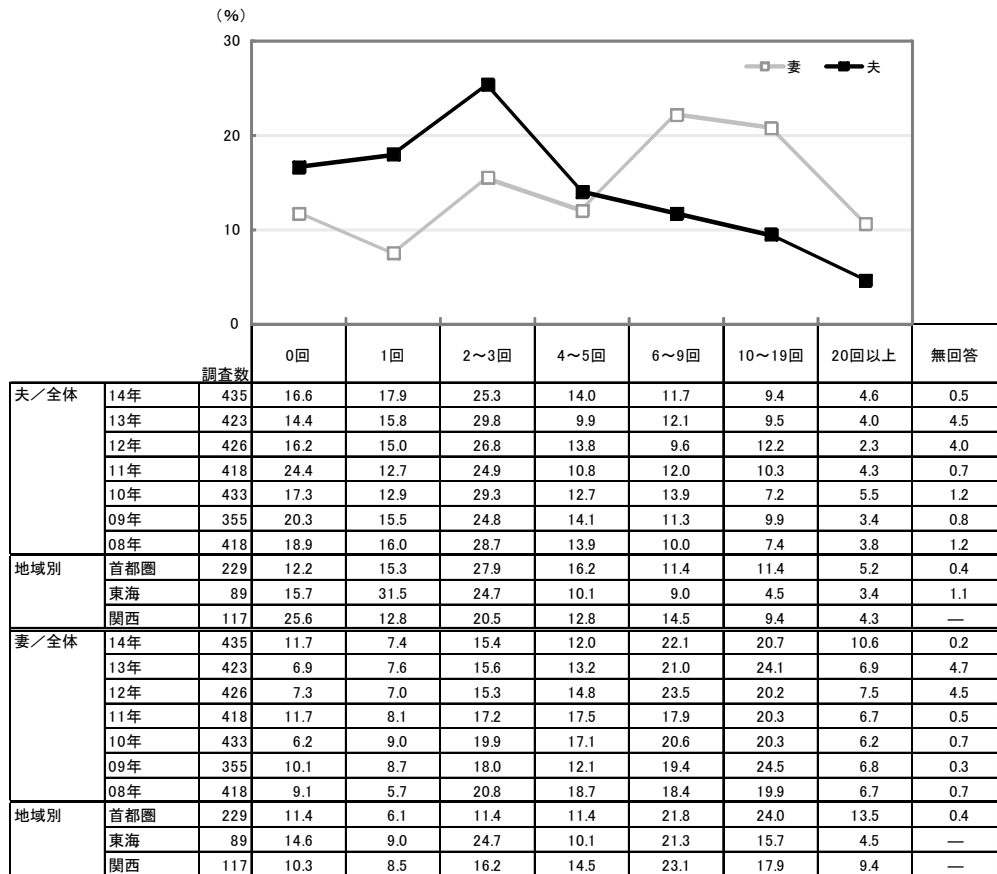 （％）
30
20
10
0
妻 夫
調査数 0回 1回 2～3回 4～5回 6～9回 10～19回 20回以上 無回答
夫／全体 14年 435 16.6 17.9 25.3 14.0 11.7 9.4 4.6 0.5
13年 423 14.4 15.8 29.8 9.9 12.1 9.5 4.0 4.5
12年 426 16.2 15.0 26.8 13.8 9.6 12.2 2.3 4.0
11年 418 24.4 12.7 24.9 10.8 12.0 10.3 4.3 0.7
10年 433 17.3 12.9 29.3 12.7 13.9 7.2 5.5 1.2
09年 355 20.3 15.5 24.8 14.1 11.3 9.9 3.4 0.8
08年 418 18.9 16.0 28.7 13.9 10.0 7.4 3.8 1.2
地域別 首都圏 229 12.2 15.3 27.9 16.2 11.4 11.4 5.2 0.4
東海 89 15.7 31.5 24.7 10.1 9.0 4.5 3.4 1.1
関西 117 25.6 12.8 20.5 12.8 14.5 9.4 4.3 ―
妻／全体 14年 435 11.7 7.4 15.4 12.0 22.1 20.7 10.6 0.2
13年 423 6.9 7.6 15.6 13.2 21.0 24.1 6.9 4.7
12年 426 7.3 7.0 15.3 14.8 23.5 20.2 7.5 4.5
11年 418 11.7 8.1 17.2 17.5 17.9 20.3 6.7 0.5
10年 433 6.2 9.0 19.9 17.1 20.6 20.3 6.2 0.7
09年 355 10.1 8.7 18.0 12.1 19.4 24.5 6.8 0.3
08年 418 9.1 5.7 20.8 18.7 18.4 19.9 6.7 0.7
地域別 首都圏 229 11.4 6.1 11.4 11.4 21.8 24.0 13.5 0.4
東海 89 14.6 9.0 24.7 10.1 21.3 15.7 4.5 ―
関西 117 10.3 8.5 16.2 14.5 23.1 17.9 9.4 ―